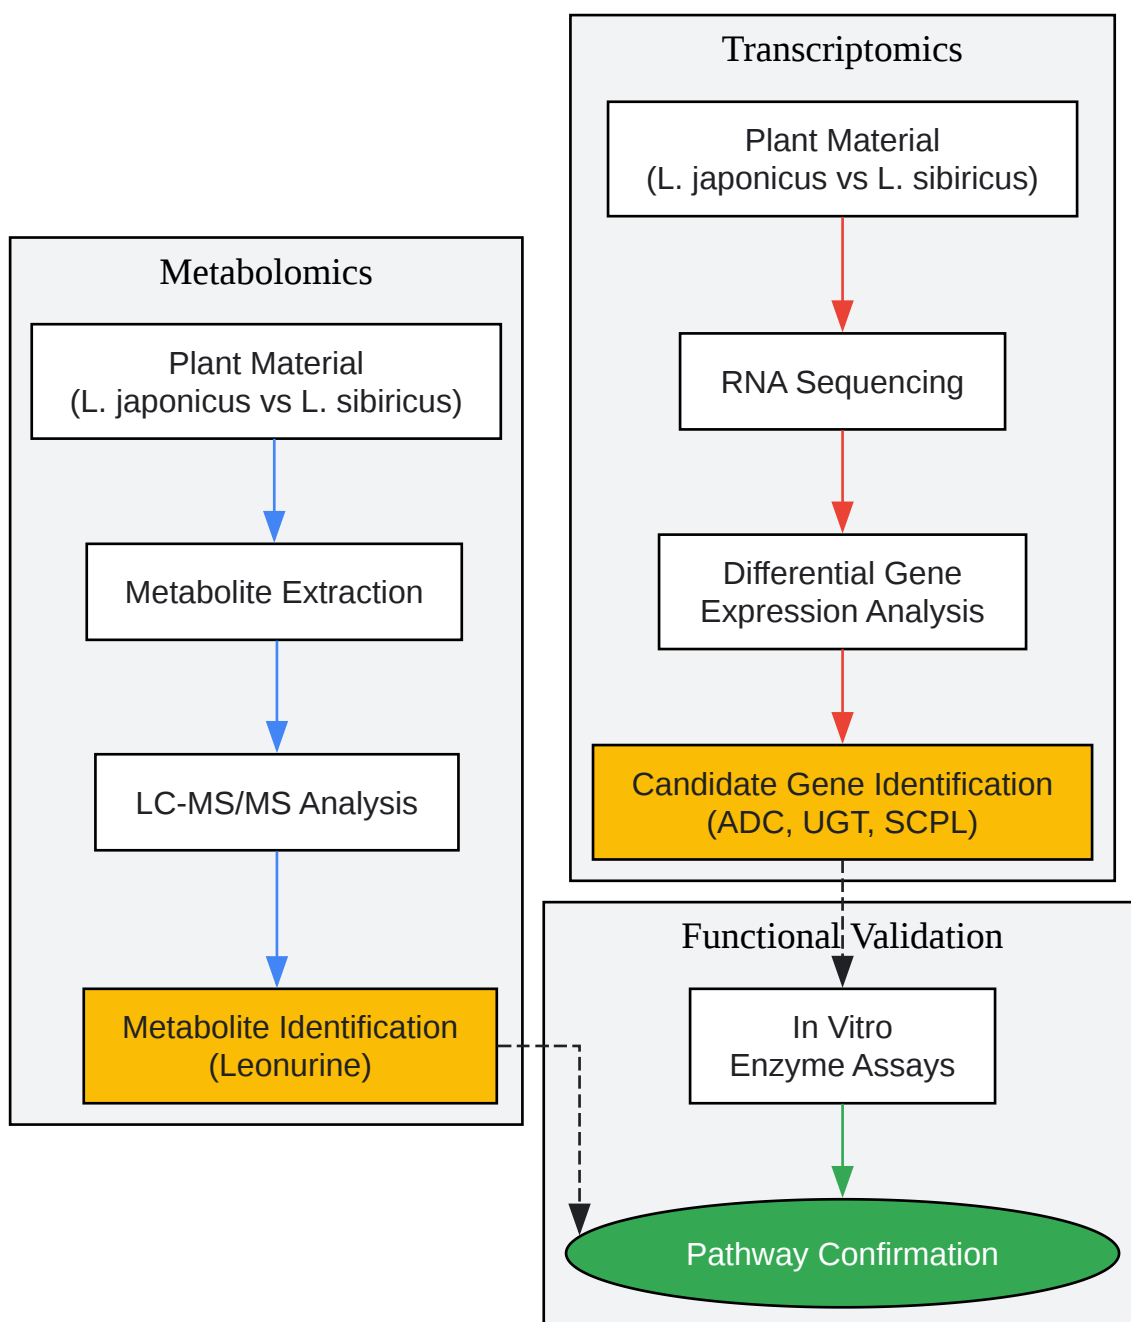 Transcriptomics
Plant Material
(L. japonicus vs L. sibiricus)
RNA Sequencing
Differential Gene
Expression Analysis
Candidate Gene Identification
(ADC, UGT, SCPL)
Metabolomics
Plant Material
(L. japonicus vs L. sibiricus)
Metabolite Extraction
LC-MS/MS Analysis
Metabolite Identification
(Leonurine)
Functional Validation
In Vitro
Enzyme Assays
Pathway Confirmation